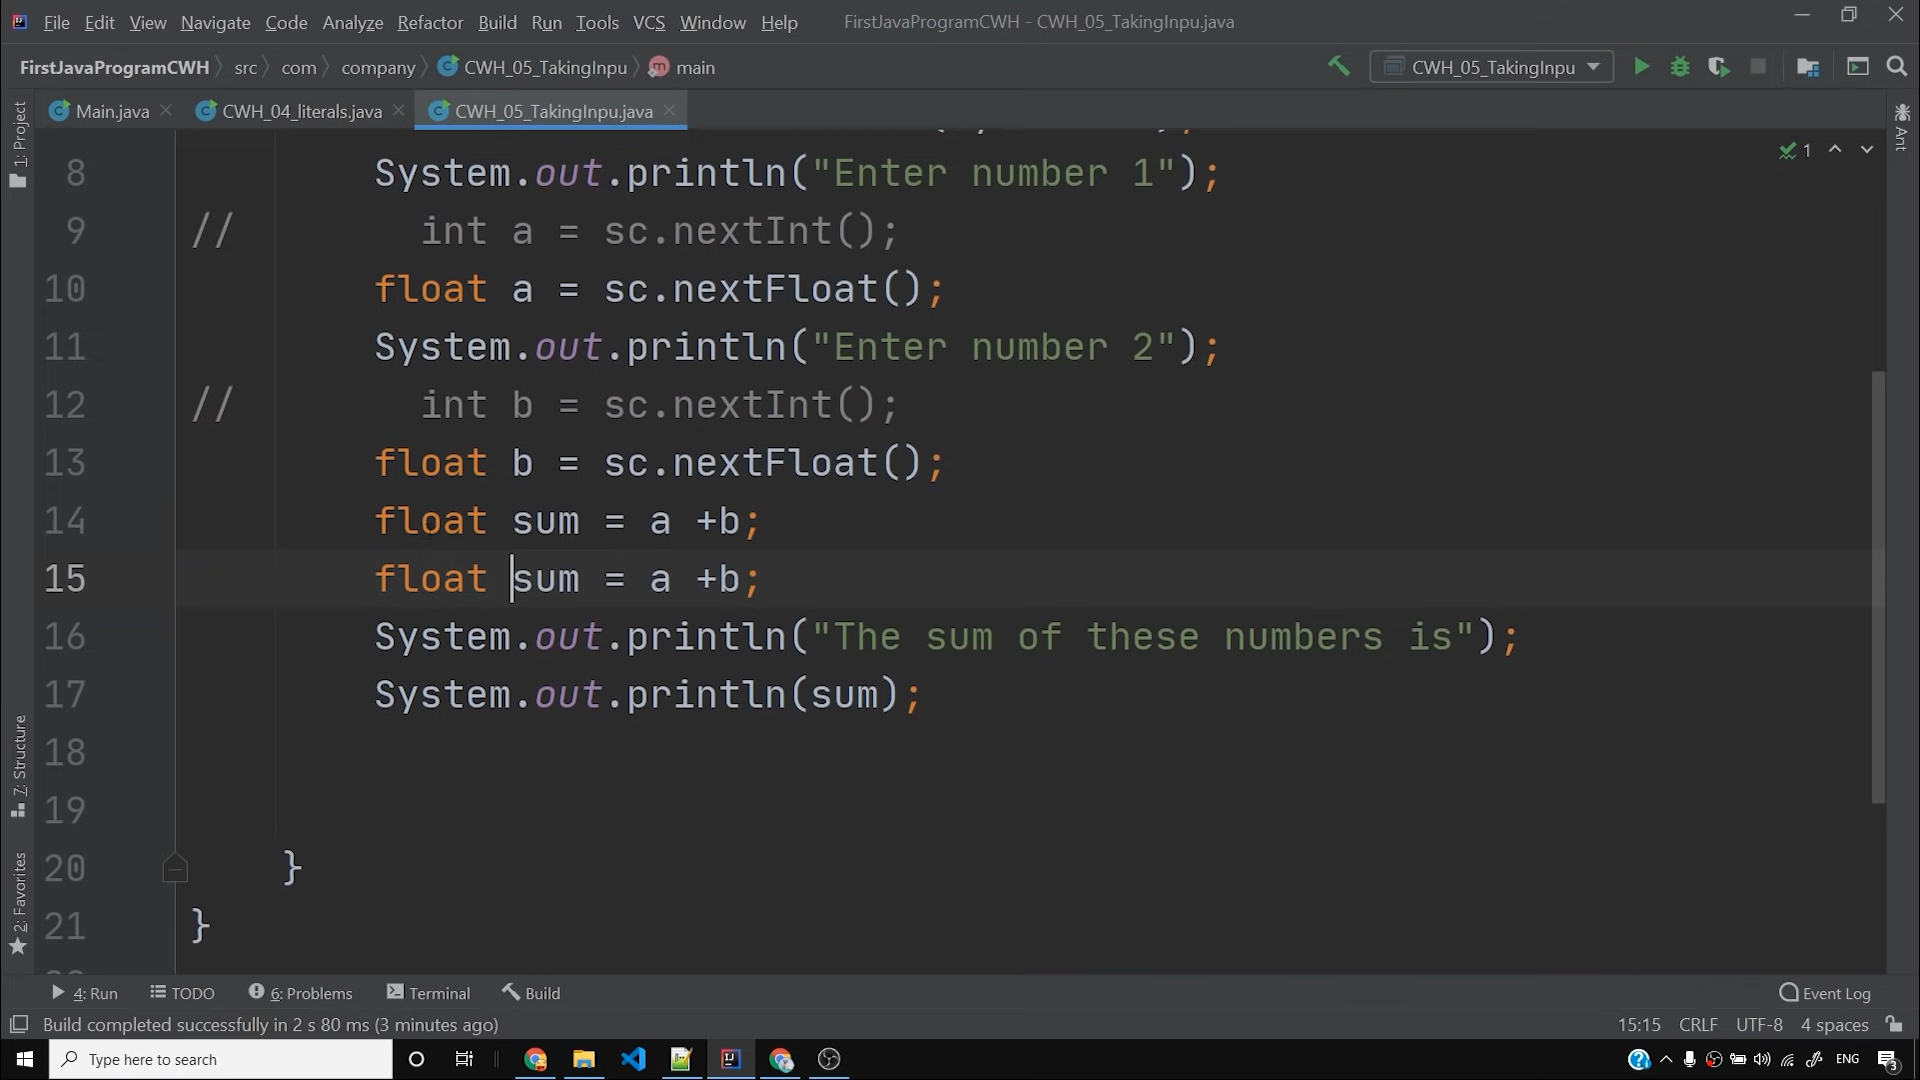 File Edit View Navigate Code Analyze Refactor Build Run Tools VCS Window Help FirstJavaProgramCWH - CWH_05_TakingInpu.java
FirstJavaProgramCWH src com company CWH_05_TakingInpu main CWH_05_TakingInpu
Main.java CWH_04_literals.java CWH_05_TakingInpu.java
1: Project
Ant
1
8 System.out.println("Enter number 1");
9 // int a = sc.nextInt();
10 float a = sc.nextFloat();
11 System.out.println("Enter number 2");
12 // int b = sc.nextInt();
13 float b = sc.nextFloat();
14 float sum = a +b;
15 float sum = a +b;
16 System.out.println("The sum of these numbers is");
17 System.out.println(sum);
18
19
20 }
21 }
7: Structure
2: Favorites
4: Run TODO 6: Problems Terminal Build Event Log
Build completed successfully in 2 s 80 ms (3 minutes ago) 15:15 CRLF UTF-8 4 spaces
Type here to search ENG 3